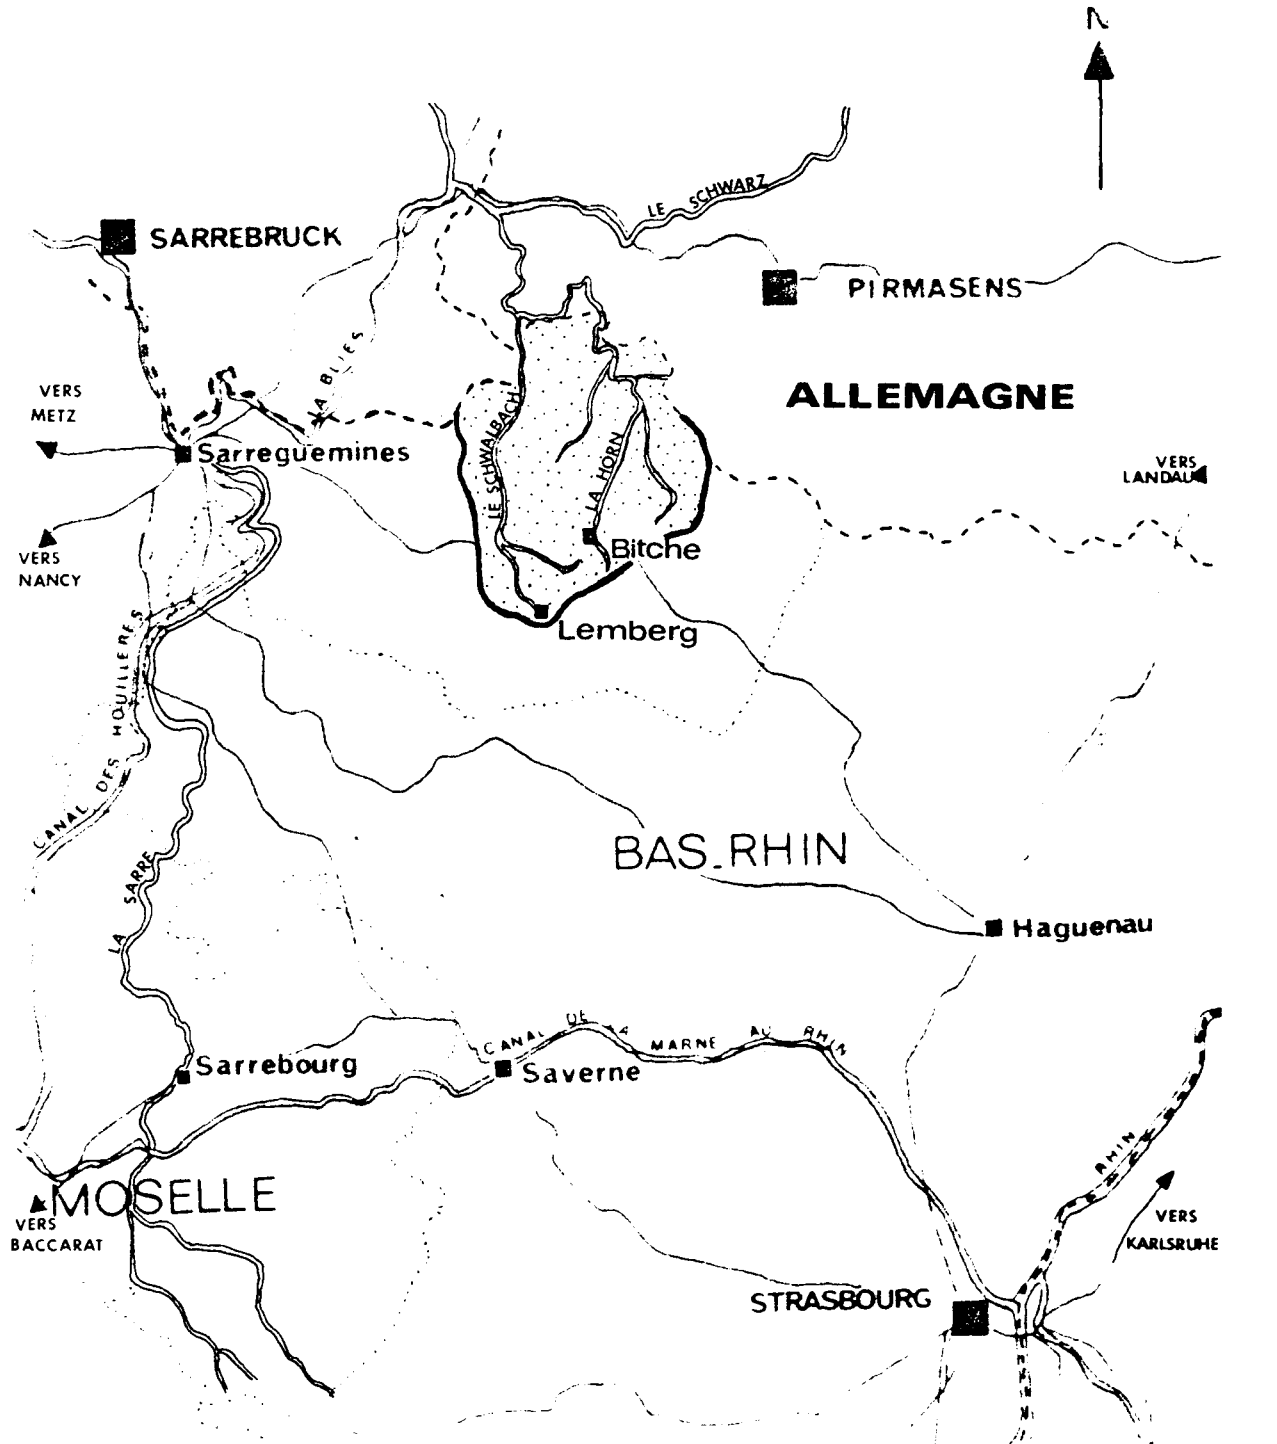 N
LE SCHWARZ
SARREBRUCK
PIRMASENS
LA BLIES
VERS
METZ
ALLEMAGNE
LE SCHWALBACH
LA HORN
Sarreguemines
VERS
LANDAU
VERS
NANCY
Bitche
Lemberg
CANAL DES HOUILLERES
BAS-RHIN
LA SARRE
Haguenau
CANAL DE LA MARNE AU RHIN
Sarrebourg
Saverne
RHIN
MOSELLE
VERS
BACCARAT
VERS
KARLSRUHE
STRASBOURG